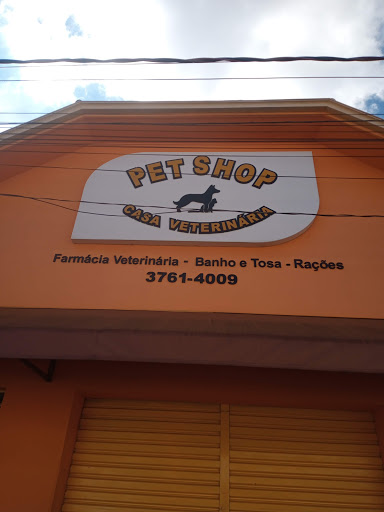 PET SHOP
CASA VETERINÁRIA
Farmácia Veterinária - Banho e Tosa - Rações
3761-4009